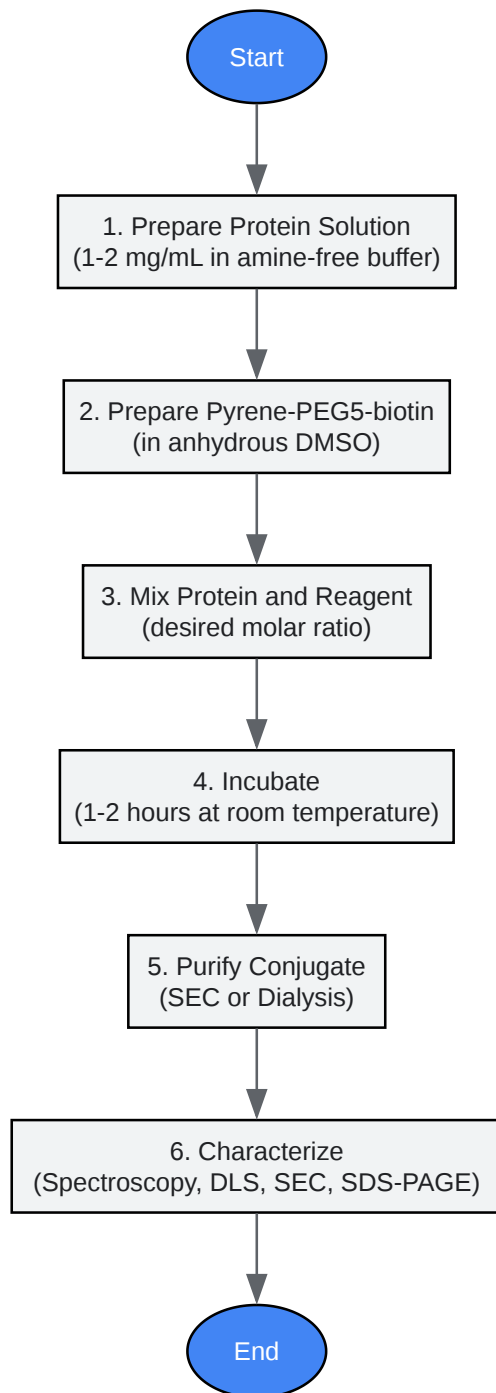 Start
1. Prepare Protein Solution
(1-2 mg/mL in amine-free buffer)
2. Prepare Pyrene-PEG5-biotin
(in anhydrous DMSO)
3. Mix Protein and Reagent
(desired molar ratio)
4. Incubate
(1-2 hours at room temperature)
5. Purify Conjugate
(SEC or Dialysis)
6. Characterize
(Spectroscopy, DLS, SEC, SDS-PAGE)
End